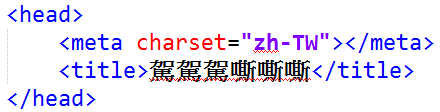 <head>
<meta charset="zh-TW"></meta>
<title>駕駕駕嘶嘶嘶</title>
</head>